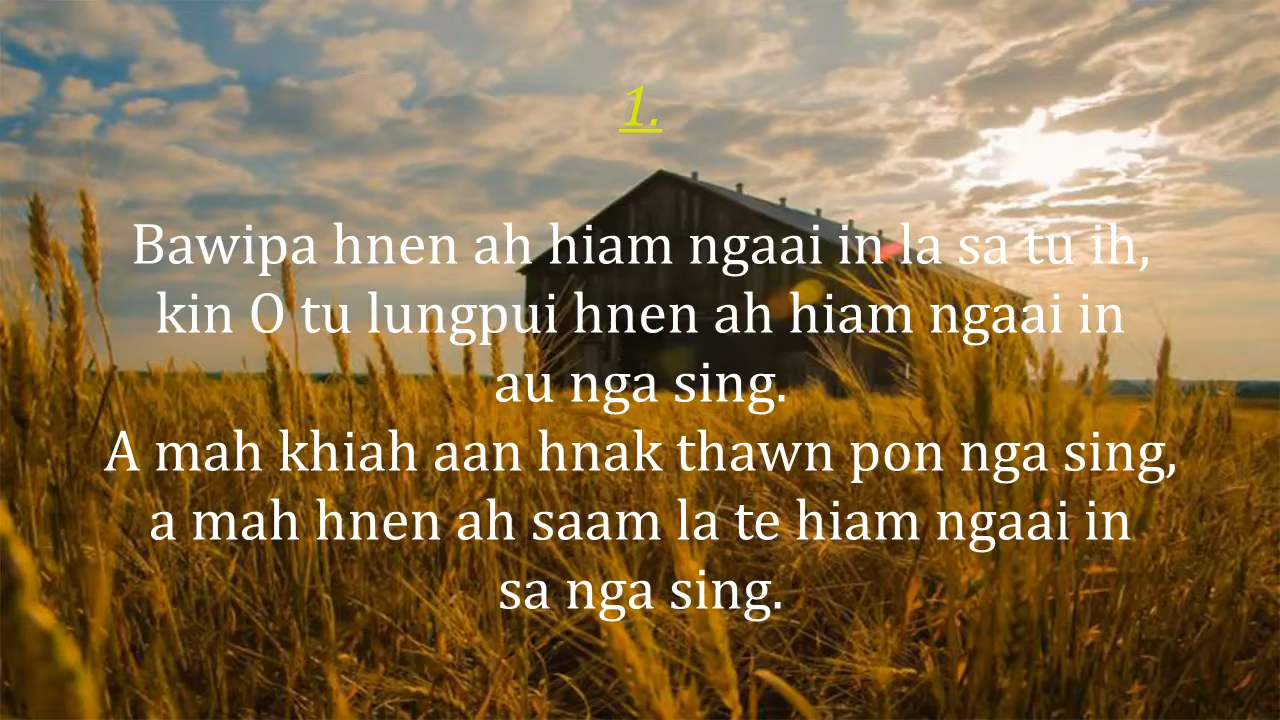 1.
Bawipa hnen ah hiam ngaai in la sa tu ih,
kin O tu lungpui hnen ah hiam ngaai in
au nga sing.
A mah khiah aan hnak thawn pon nga sing,
a mah hnen ah saam la te hiam ngaai in
sa nga sing.